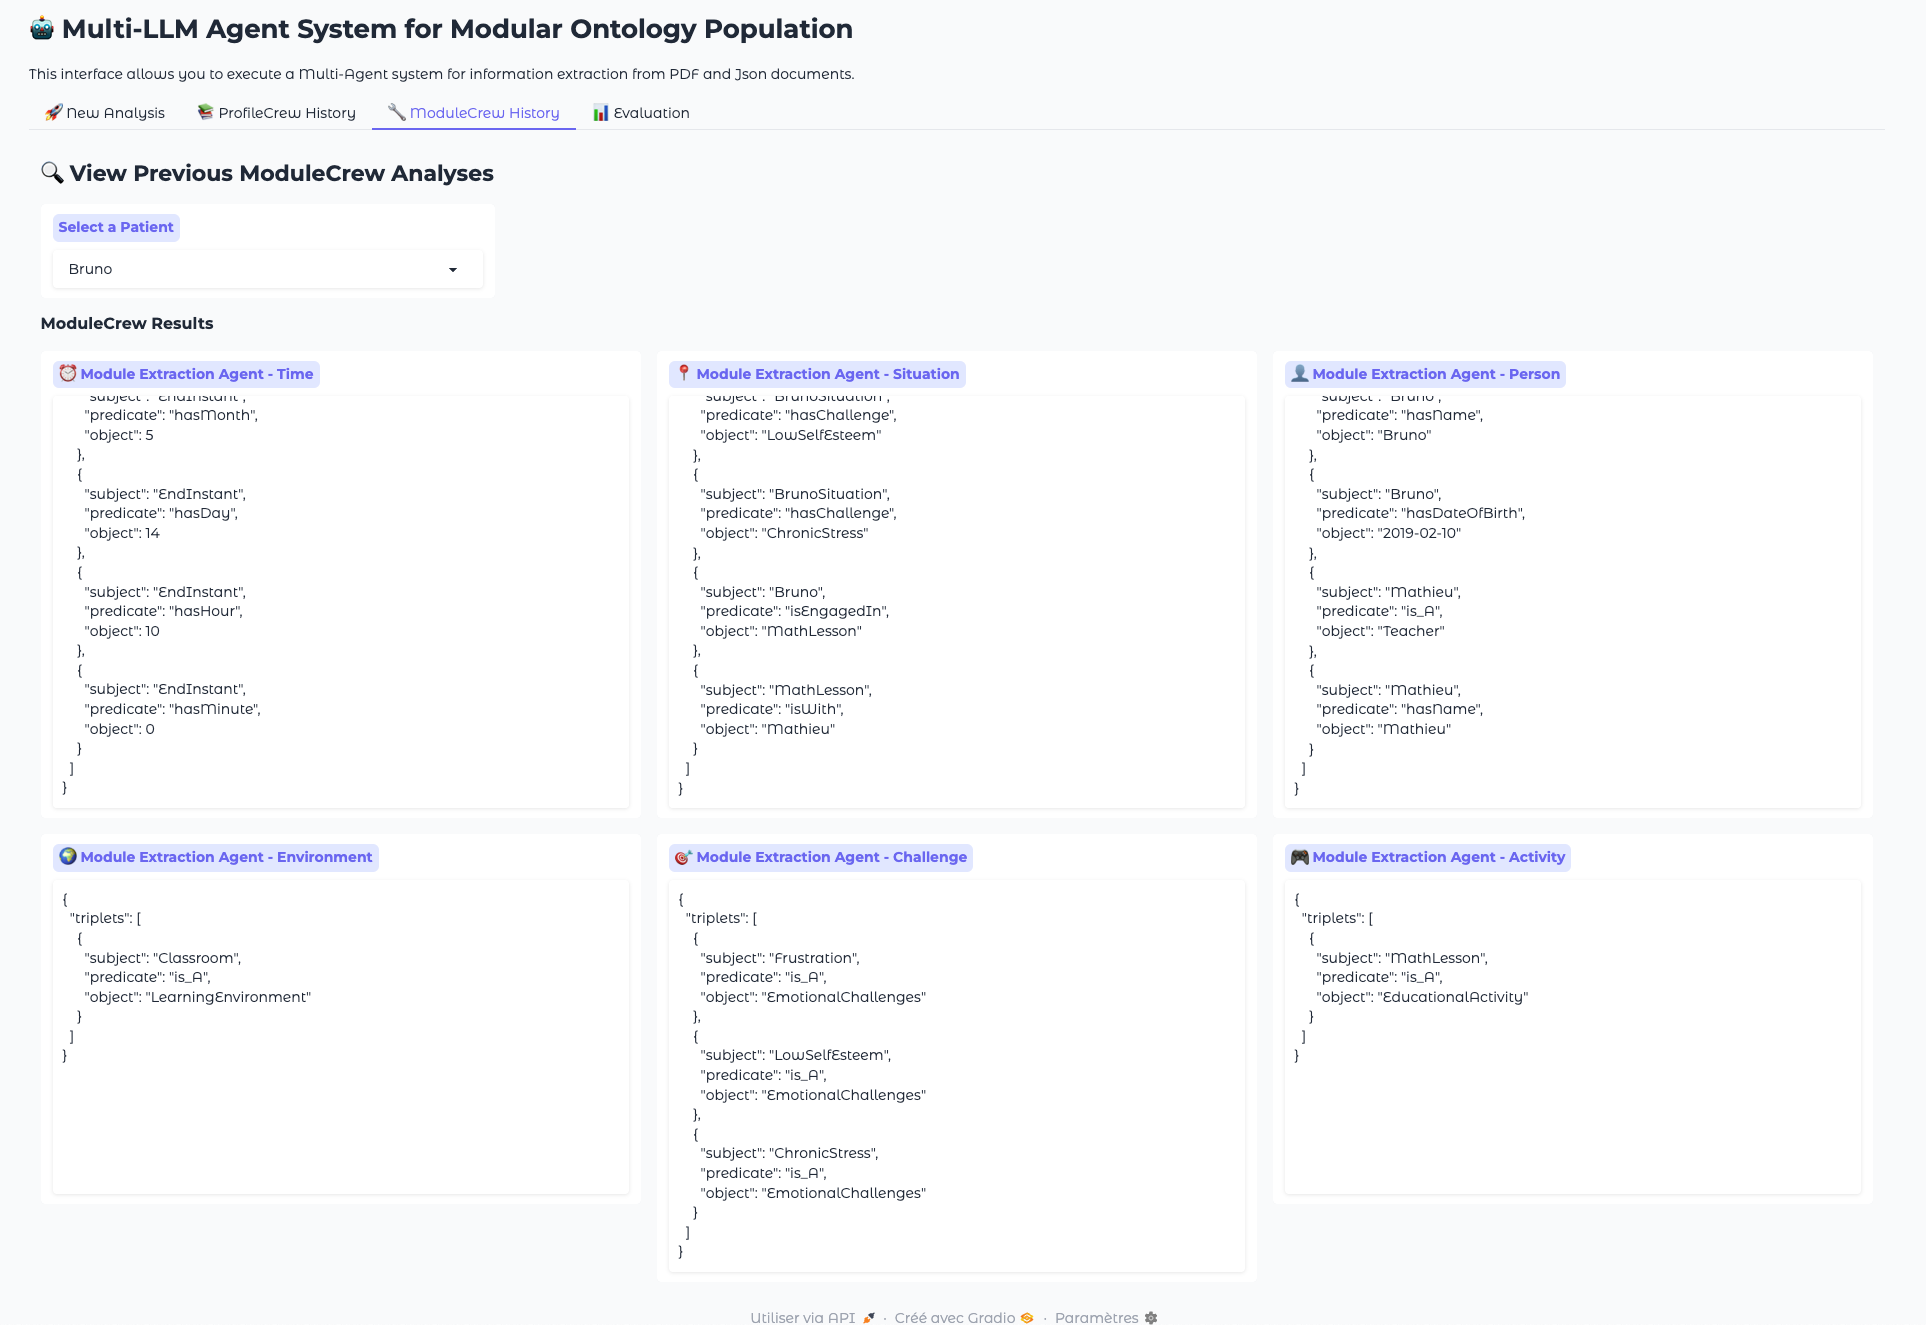 Multi-LLM Agent System for Modular Ontology Population
This interface allows you to execute a Multi-Agent system for information extraction from PDF and Json documents.
New Analysis
ProfileCrew History
ModuleCrew History
Evaluation
View Previous ModuleCrew Analyses
Select a Patient
Bruno
ModuleCrew Results
Module Extraction Agent - Time
"subject": "EndInstant",
"predicate": "hasMonth",
"object": 5
},
{
"subject": "EndInstant",
"predicate": "hasDay",
"object": 14
},
{
"subject": "EndInstant",
"predicate": "hasHour",
"object": 10
},
{
"subject": "EndInstant",
"predicate": "hasMinute",
"object": 0
}
]
}
Module Extraction Agent - Situation
"subject": "BrunoSituation",
"predicate": "hasChallenge",
"object": "LowSelfEsteem"
},
{
"subject": "BrunoSituation",
"predicate": "hasChallenge",
"object": "ChronicStress"
},
{
"subject": "Bruno",
"predicate": "isEngagedIn",
"object": "MathLesson"
},
{
"subject": "MathLesson",
"predicate": "isWith",
"object": "Mathieu"
}
]
}
Module Extraction Agent - Person
"subject": "Bruno",
"predicate": "hasName",
"object": "Bruno"
},
{
"subject": "Bruno",
"predicate": "hasDateOfBirth",
"object": "2019-02-10"
},
{
"subject": "Mathieu",
"predicate": "is_A",
"object": "Teacher"
},
{
"subject": "Mathieu",
"predicate": "hasName",
"object": "Mathieu"
}
]
}
Module Extraction Agent - Environment
{
"triplets": [
{
"subject": "Classroom",
"predicate": "is_A",
"object": "LearningEnvironment"
}
]
}
Module Extraction Agent - Challenge
{
"triplets": [
{
"subject": "Frustration",
"predicate": "is_A",
"object": "EmotionalChallenges"
},
{
"subject": "LowSelfEsteem",
"predicate": "is_A",
"object": "EmotionalChallenges"
},
{
"subject": "ChronicStress",
"predicate": "is_A",
"object": "EmotionalChallenges"
}
]
}
Module Extraction Agent - Activity
{
"triplets": [
{
"subject": "MathLesson",
"predicate": "is_A",
"object": "EducationalActivity"
}
]
}
Utiliser via API · Créé avec Gradio · Paramètres